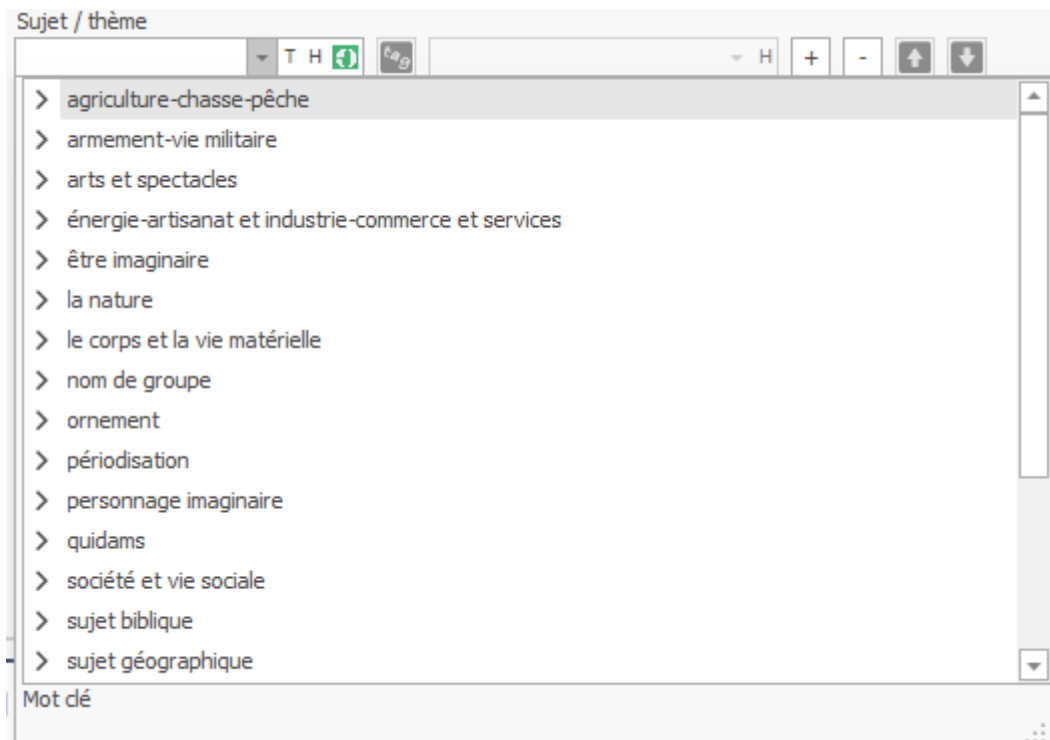 Sujet / thème
T H tag H + -
agriculture-chasse-pêche
armement-vie militaire
arts et spectacles
énergie-artisanat et industrie-commerce et services
être imaginaire
la nature
le corps et la vie matérielle
nom de groupe
ornement
périodisation
personnage imaginaire
quidams
société et vie sociale
sujet biblique
sujet géographique
Mot clé